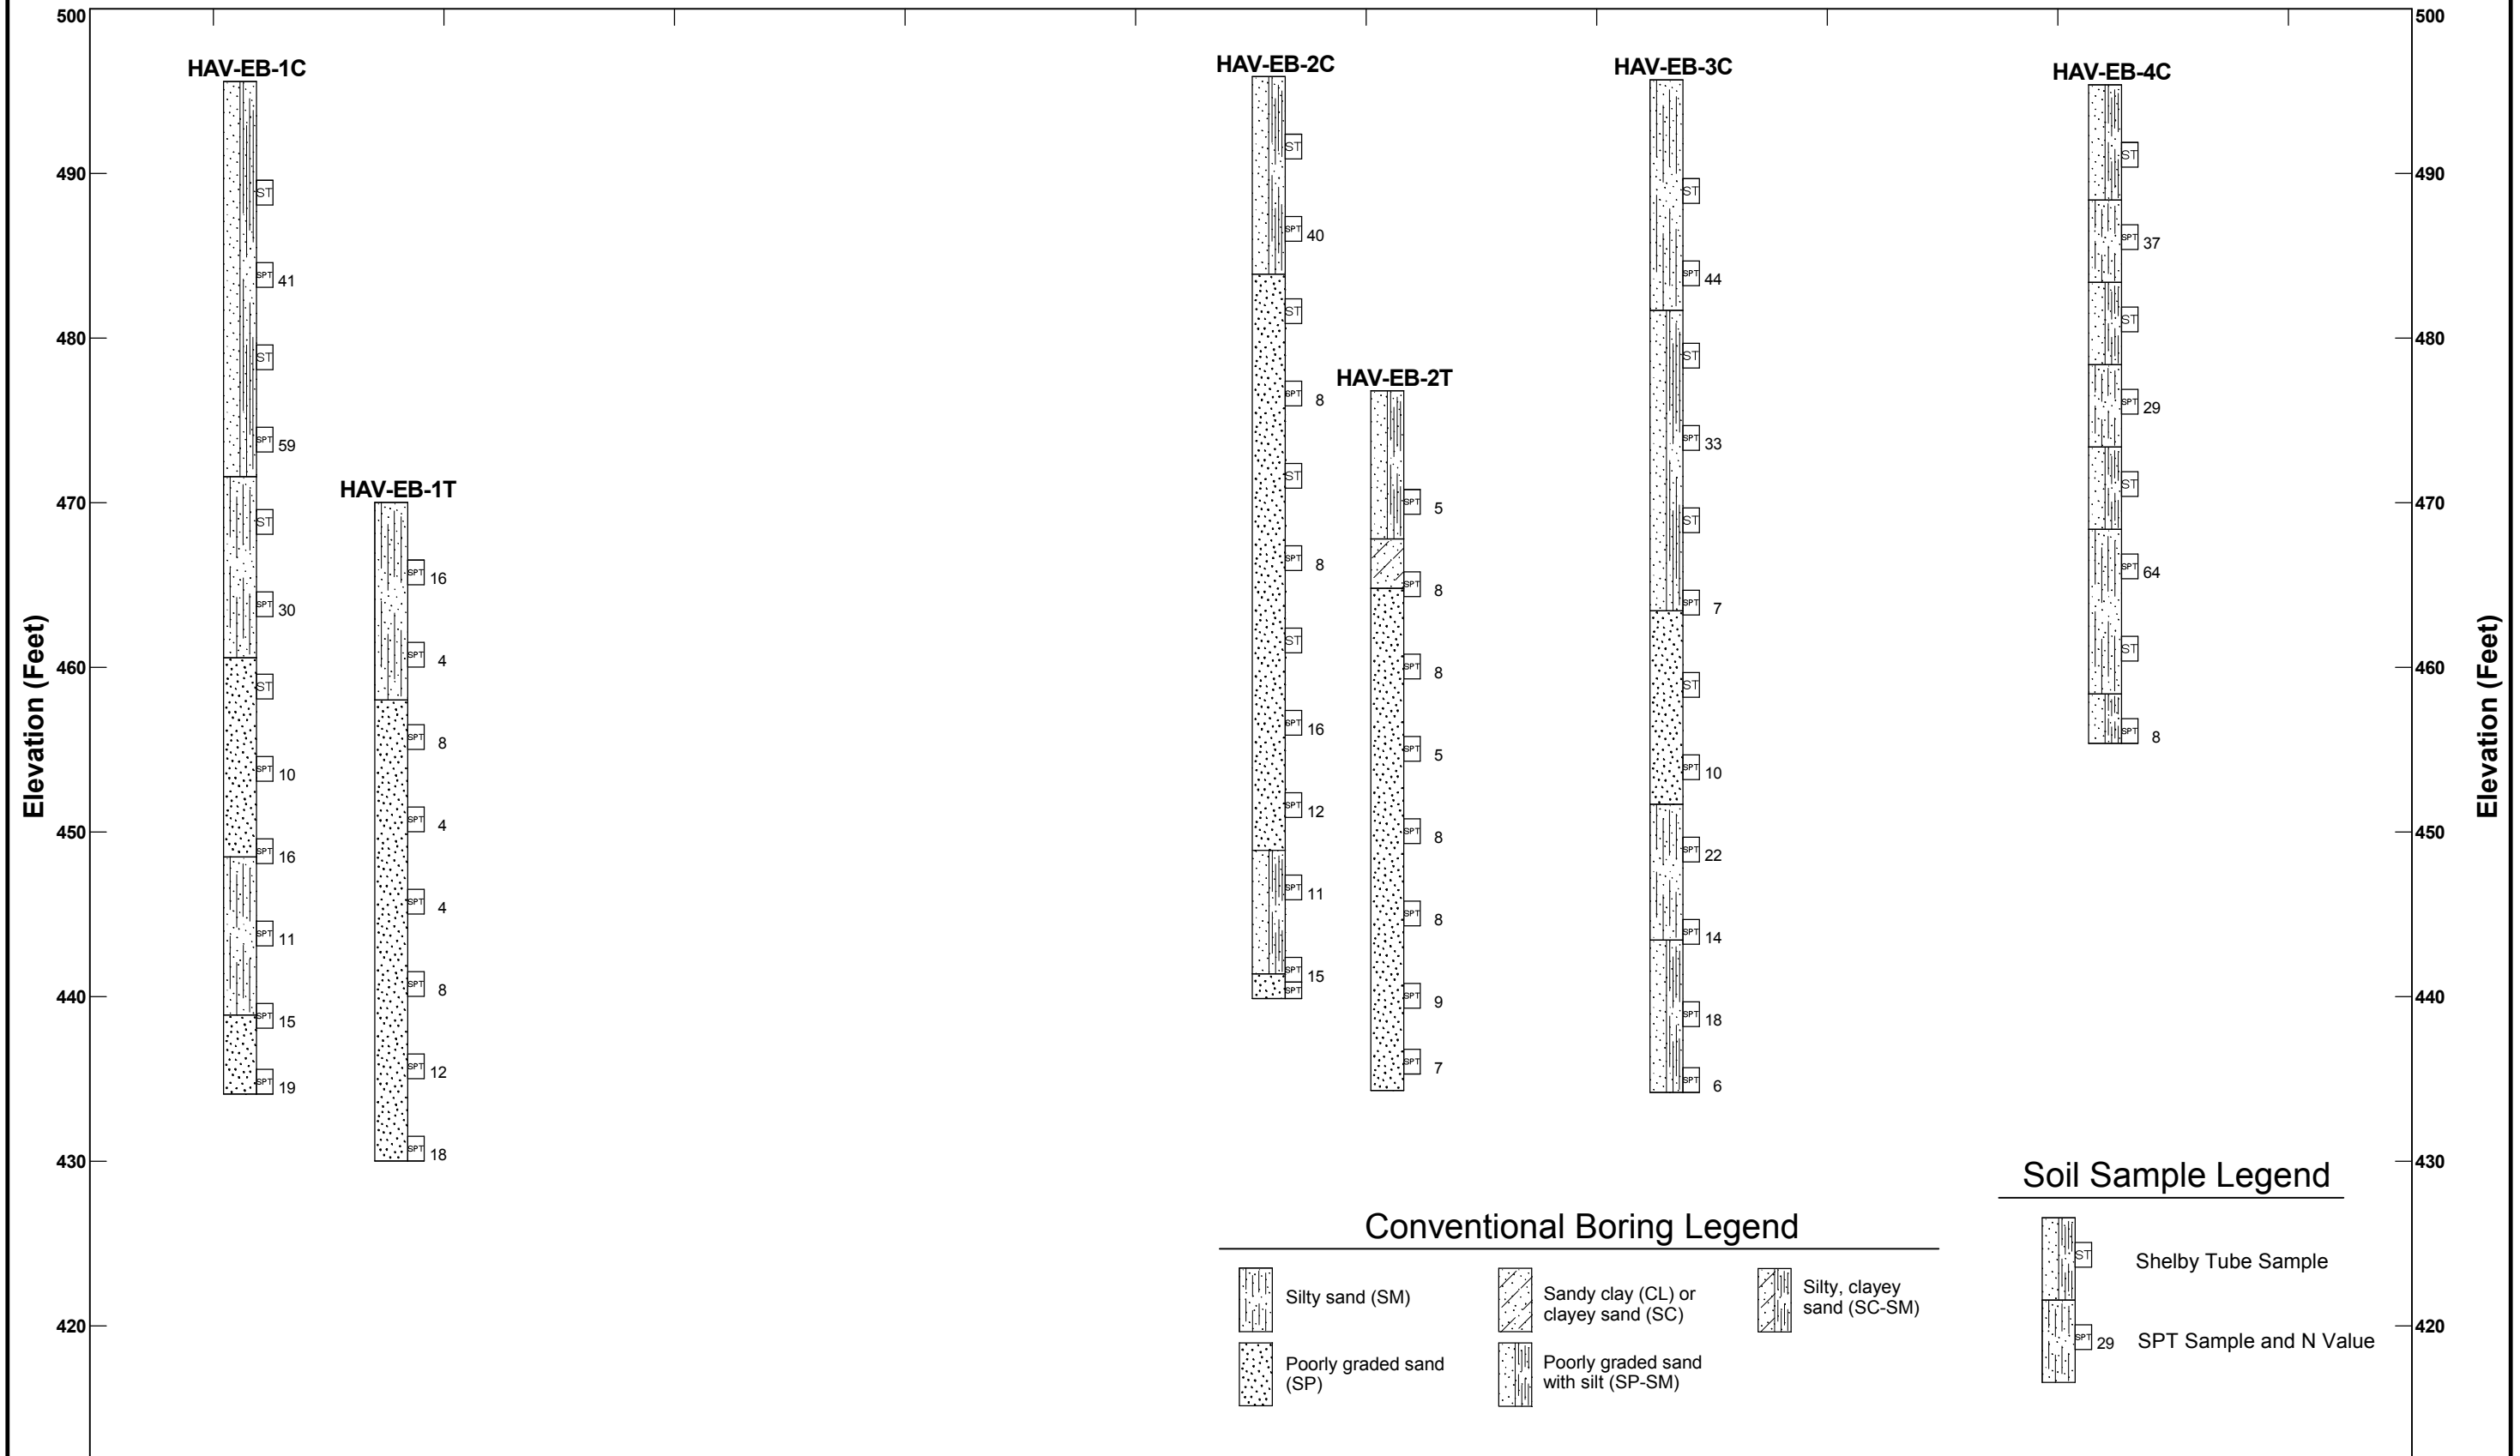 500
500
HAV-EB-1C
HAV-EB-2C
HAV-EB-3C
HAV-EB-4C
ST
ST
490
490
ST
ST
SPT 40
SPT 37
SPT 41
SPT 44
ST
ST
480
480
ST
ST
HAV-EB-2T
SPT 8
SPT 29
SPT 59
SPT 33
ST
ST
HAV-EB-1T
470
470
SPT 5
ST
ST
SPT 8
SPT 64
SPT 16
SPT 8
SPT 30
SPT 7
ST
ST
SPT 4
460
460
SPT 8
ST
ST
SPT 16
SPT 8
SPT 8
SPT 5
SPT 10
SPT 10
SPT 12
SPT 4
450
450
SPT 8
SPT 16
SPT 22
SPT 11
SPT 4
SPT 8
SPT 11
SPT 14
SPT 15
SPT 8
440
440
SPT
SPT 9
SPT 15
SPT 18
SPT 12
SPT 7
SPT 19
SPT 6
SPT 18
430
430
420
420
Elevation (Feet)
Elevation (Feet)
Conventional Boring Legend
Silty sand (SM)
Sandy clay (CL) or
clayey sand (SC)
Silty, clayey
sand (SC-SM)
Poorly graded sand
(SP)
Poorly graded sand
with silt (SP-SM)
Soil Sample Legend
ST
Shelby Tube Sample
SPT 29
SPT Sample and N Value